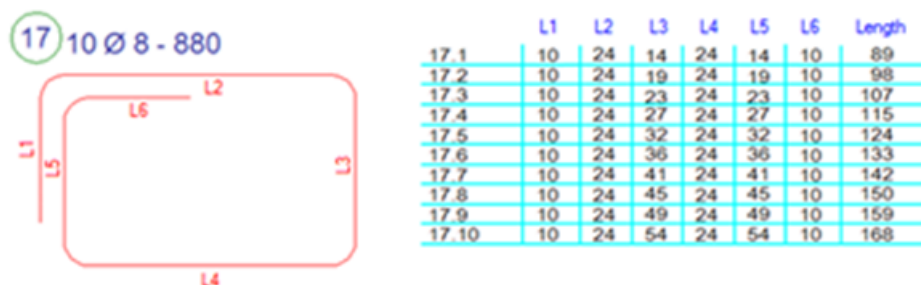 17 10 Ø 8 - 880
L2
L6
L1
L5
L3
L4
L1 L2 L3 L4 L5 L6 Length
17.1 10 24 14 24 14 10 89
17.2 10 24 19 24 19 10 98
17.3 10 24 23 24 23 10 107
17.4 10 24 27 24 27 10 115
17.5 10 24 32 24 32 10 124
17.6 10 24 36 24 36 10 133
17.7 10 24 41 24 41 10 142
17.8 10 24 45 24 45 10 150
17.9 10 24 49 24 49 10 159
17.10 10 24 54 24 54 10 168